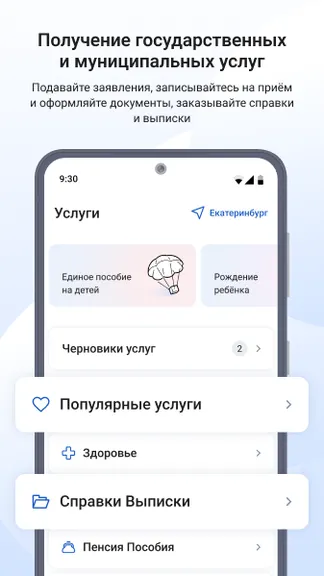 Получение государственных
и муниципальных услуг
Подавайте заявления, записывайтесь на приём
и оформляйте документы, заказывайте справки
и выписки
9:30
Услуги
Екатеринбург
Единое пособие
на детей
Рождение
ребёнка
Черновики услуг
2
Популярные услуги
Здоровье
Справки Выписки
Пенсия Пособия